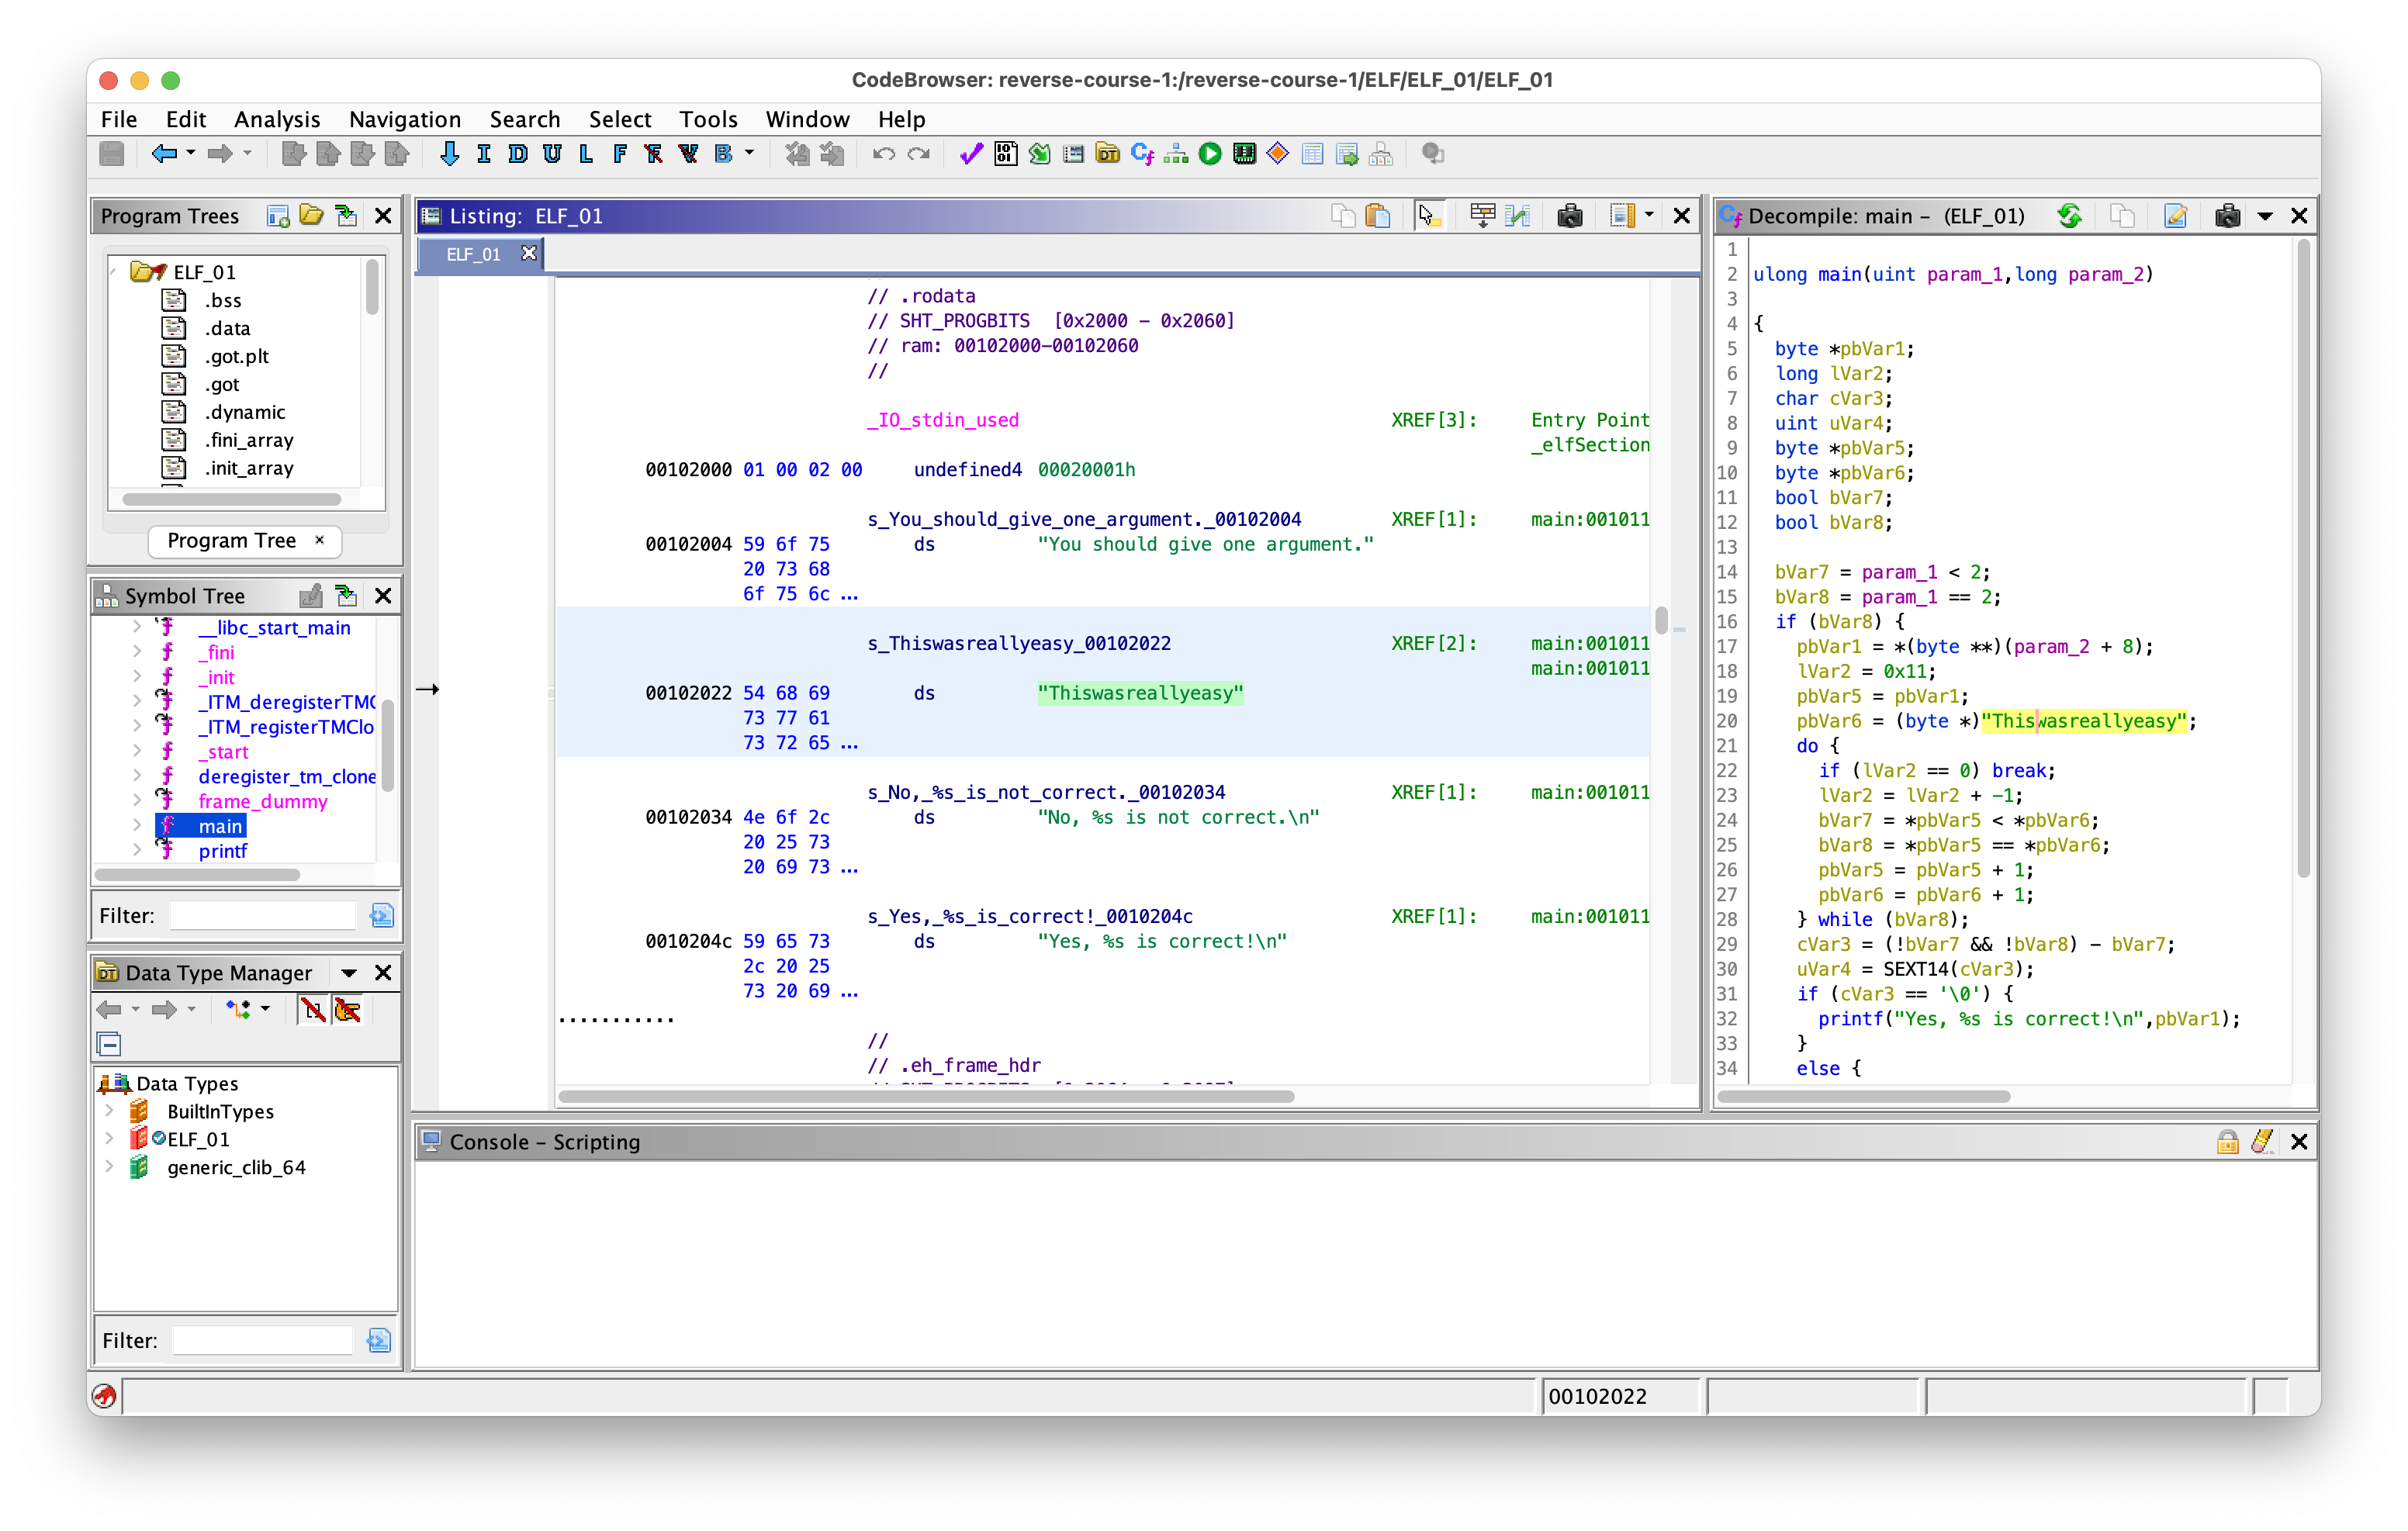 CodeBrowser: reverse-course-1:/reverse-course-1/ELF/ELF_01/ELF_01
File Edit Analysis Navigation Search Select Tools Window Help
I D U L F B
Program Trees
ELF_01
.bss
.data
.got.plt
.got
.dynamic
.fini_array
.init_array
Program Tree ×
Symbol Tree
__libc_start_main
_fini
_init
_ITM_deregisterTMC
_ITM_registerTMClo
_start
deregister_tm_clone
frame_dummy
main
printf
Filter:
Data Type Manager
Data Types
BuiltInTypes
ELF_01
generic_clib_64
Filter:
Listing: ELF_01
ELF_01
// .rodata
// SHT_PROGBITS [0x2000 - 0x2060]
// ram: 00102000-00102060
//
_IO_stdin_used XREF[3]: Entry Point
_elfSection
00102000 01 00 02 00 undefined4 00020001h
s_You_should_give_one_argument._00102004 XREF[1]: main:001011
00102004 59 6f 75 ds "You should give one argument."
20 73 68
6f 75 6c ...
s_Thiswasreallyeasy_00102022 XREF[2]: main:001011
main:001011
00102022 54 68 69 ds "Thiswasreallyeasy"
73 77 61
73 72 65 ...
s_No,_%s_is_not_correct._00102034 XREF[1]: main:001011
00102034 4e 6f 2c ds "No, %s is not correct.\n"
20 25 73
20 69 73 ...
s_Yes,_%s_is_correct!_0010204c XREF[1]: main:001011
0010204c 59 65 73 ds "Yes, %s is correct!\n"
2c 20 25
73 20 69 ...
...........
//
// .eh_frame_hdr
Decompile: main - (ELF_01)
1
2 ulong main(uint param_1,long param_2)
3
4 {
5 byte *pbVar1;
6 long lVar2;
7 char cVar3;
8 uint uVar4;
9 byte *pbVar5;
10 byte *pbVar6;
11 bool bVar7;
12 bool bVar8;
13
14 bVar7 = param_1 < 2;
15 bVar8 = param_1 == 2;
16 if (bVar8) {
17 pbVar1 = *(byte **)(param_2 + 8);
18 lVar2 = 0x11;
19 pbVar5 = pbVar1;
20 pbVar6 = (byte *)"Thiswasreallyeasy";
21 do {
22 if (lVar2 == 0) break;
23 lVar2 = lVar2 + -1;
24 bVar7 = *pbVar5 < *pbVar6;
25 bVar8 = *pbVar5 == *pbVar6;
26 pbVar5 = pbVar5 + 1;
27 pbVar6 = pbVar6 + 1;
28 } while (bVar8);
29 cVar3 = (!bVar7 && !bVar8) - bVar7;
30 uVar4 = SEXT14(cVar3);
31 if (cVar3 == '\0') {
32 printf("Yes, %s is correct!\n",pbVar1);
33 }
34 else {
Console - Scripting
00102022